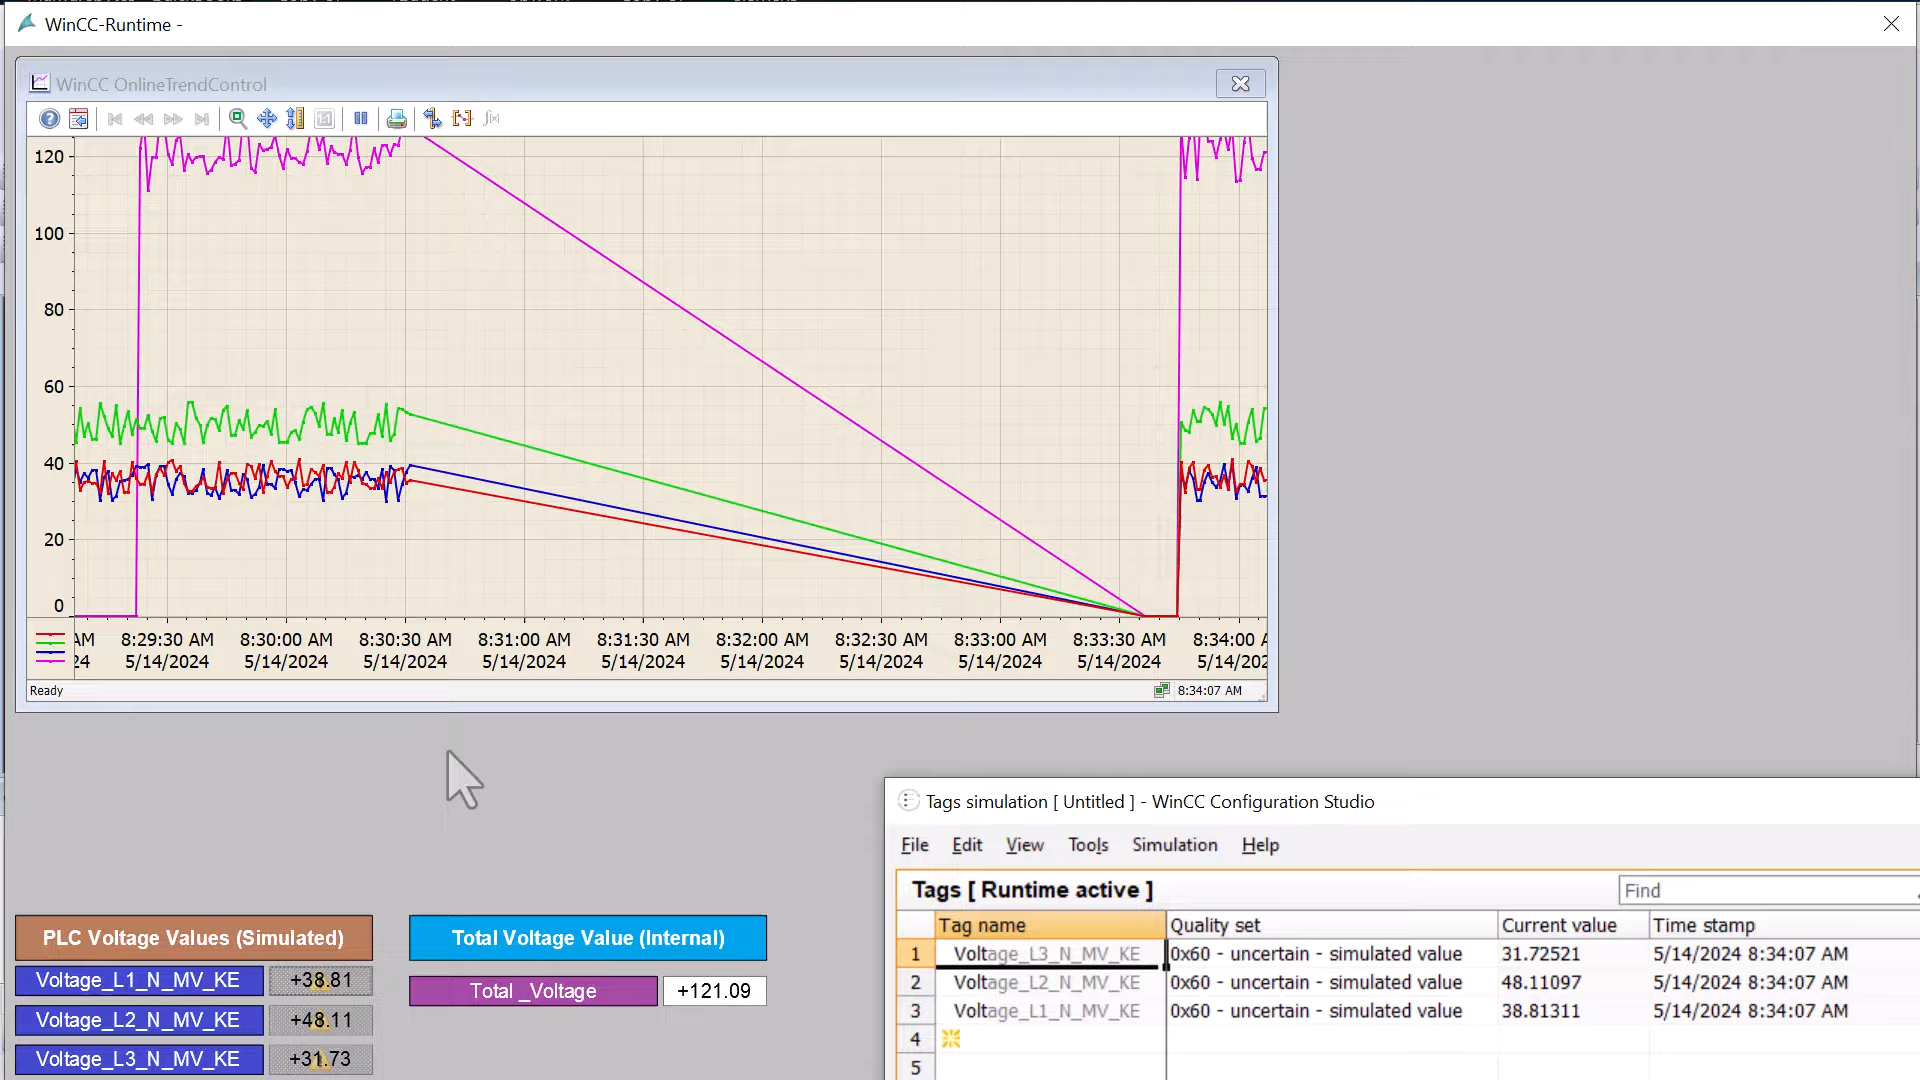 WinCC-Runtime -
WinCC OnlineTrendControl
120
100
80
60
40
20
0
AM 8:29:30 AM 8:30:00 AM 8:30:30 AM 8:31:00 AM 8:31:30 AM 8:32:00 AM 8:32:30 AM 8:33:00 AM 8:33:30 AM 8:34:00 A
24 5/14/2024 5/14/2024 5/14/2024 5/14/2024 5/14/2024 5/14/2024 5/14/2024 5/14/2024 5/14/2024 5/14/202
Ready 8:34:07 AM
PLC Voltage Values (Simulated)
Voltage_L1_N_MV_KE +38.81
Voltage_L2_N_MV_KE +48.11
Voltage_L3_N_MV_KE +31.73
Total Voltage Value (Internal)
Total _Voltage +121.09
Tags simulation [ Untitled ] - WinCC Configuration Studio
File Edit View Tools Simulation Help
Tags [ Runtime active ] Find
Tag name Quality set Current value Time stamp
1 Voltage_L3_N_MV_KE 0x60 - uncertain - simulated value 31.72521 5/14/2024 8:34:07 AM
2 Voltage_L2_N_MV_KE 0x60 - uncertain - simulated value 48.11097 5/14/2024 8:34:07 AM
3 Voltage_L1_N_MV_KE 0x60 - uncertain - simulated value 38.81311 5/14/2024 8:34:07 AM
4
5